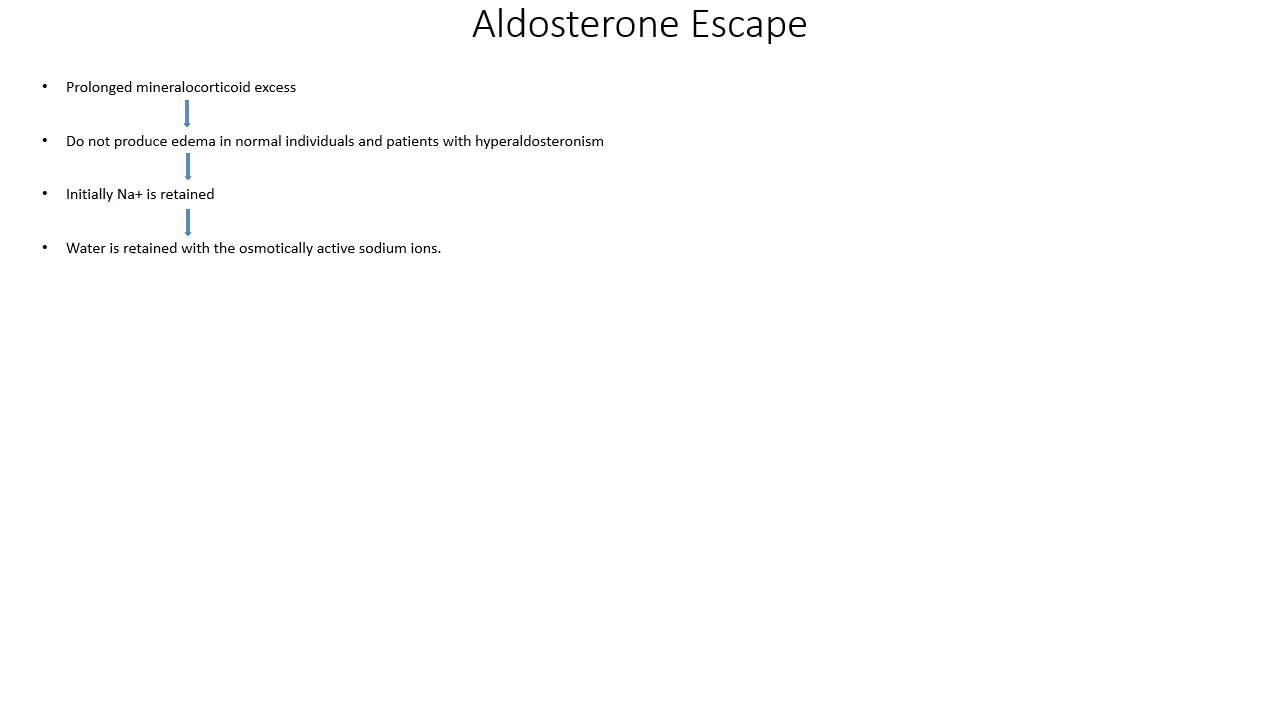 Aldosterone Escape
• Prolonged mineralocorticoid excess
• Do not produce edema in normal individuals and patients with hyperaldosteronism
• Initially Na+ is retained
• Water is retained with the osmotically active sodium ions.